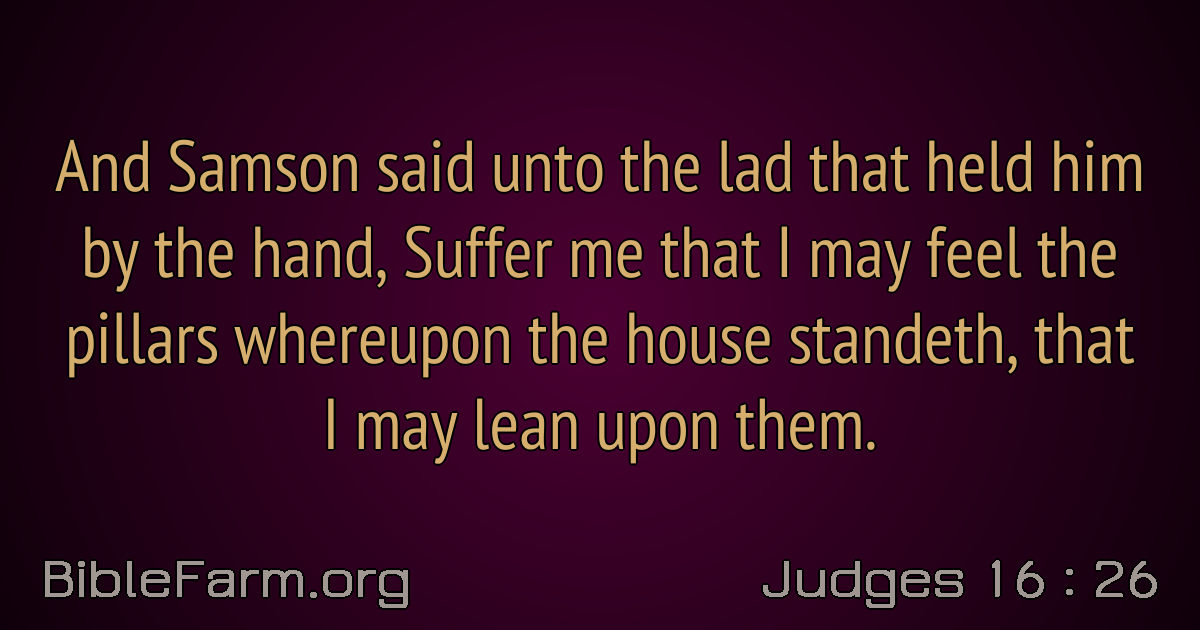 And Samson said unto the lad that held him
by the hand, Suffer me that I may feel the
pillars whereupon the house standeth, that
I may lean upon them.
BibleFarm.org
Judges 16 : 26